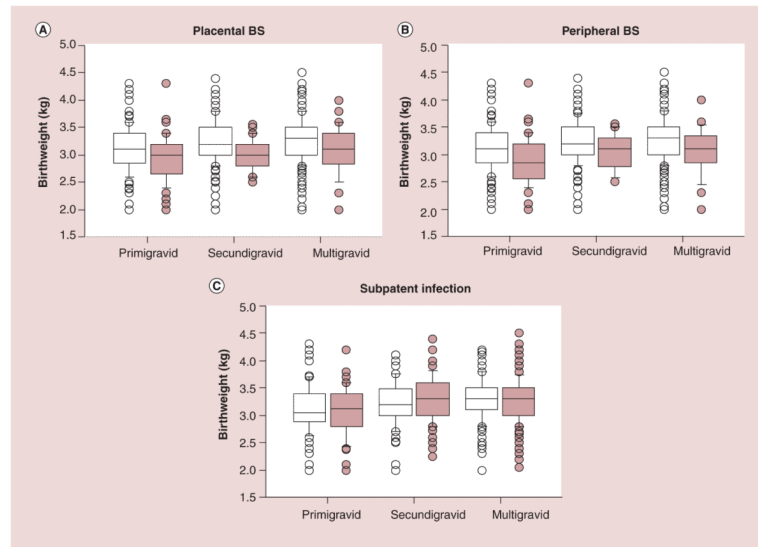 A
Placental BS
5.0
4.5
4.0
3.5
3.0
2.5
2.0
1.5
Birthweight (kg)
Primigravid Secundigravid Multigravid
B
Peripheral BS
5.0
4.5
4.0
3.5
3.0
2.5
2.0
1.5
Birthweight (kg)
Primigravid Secundigravid Multigravid
C
Subpatent infection
5.0
4.5
4.0
3.5
3.0
2.5
2.0
1.5
Birthweight (kg)
Primigravid Secundigravid Multigravid